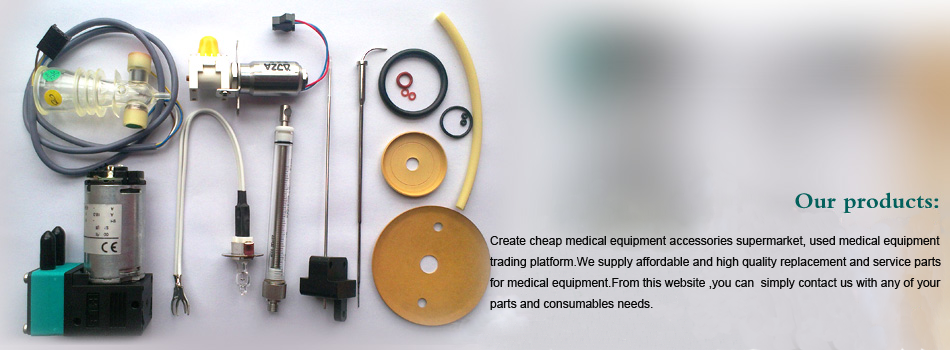 Our products:
Create cheap medical equipment accessories supermarket, used medical equipment
trading platform.We supply affordable and high quality replacement and service parts
for medical equipment.From this website ,you can simply contact us with any of your
parts and consumables needs.
CE